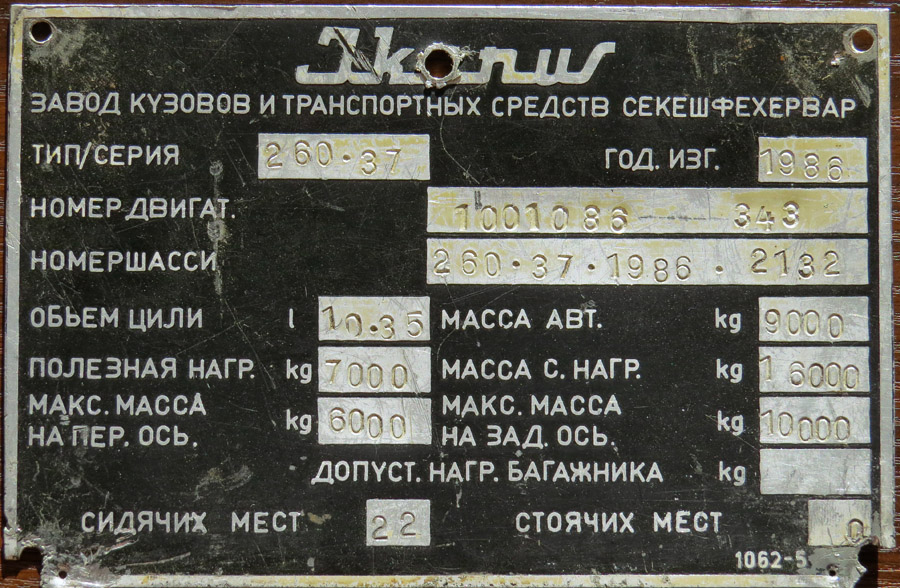 Ikarus
ЗАВОД КУЗОВОВ И ТРАНСПОРТНЫХ СРЕДСТВ СЕКЕШФЕХЕРВАР
ТИП/СЕРИЯ 260·37 ГОД. ИЗГ. 1986
НОМЕР ДВИГАТ. 1001086 — 343
НОМЕР ШАССИ 260·37·1986·2132
ОБЬЕМ ЦИЛИ l 10·35 МАССА АВТ. kg 9000
ПОЛЕЗНАЯ НАГР. kg 7000 МАССА С. НАГР. kg 16000
МАКС. МАССА НА ПЕР. ОСЬ. kg 6000 МАКС. МАССА НА ЗАД. ОСЬ. kg 10000
ДОПУСТ. НАГР. БАГАЖНИКА kg
СИДЯЧИХ МЕСТ 22 СТОЯЧИХ МЕСТ 0
1062-5